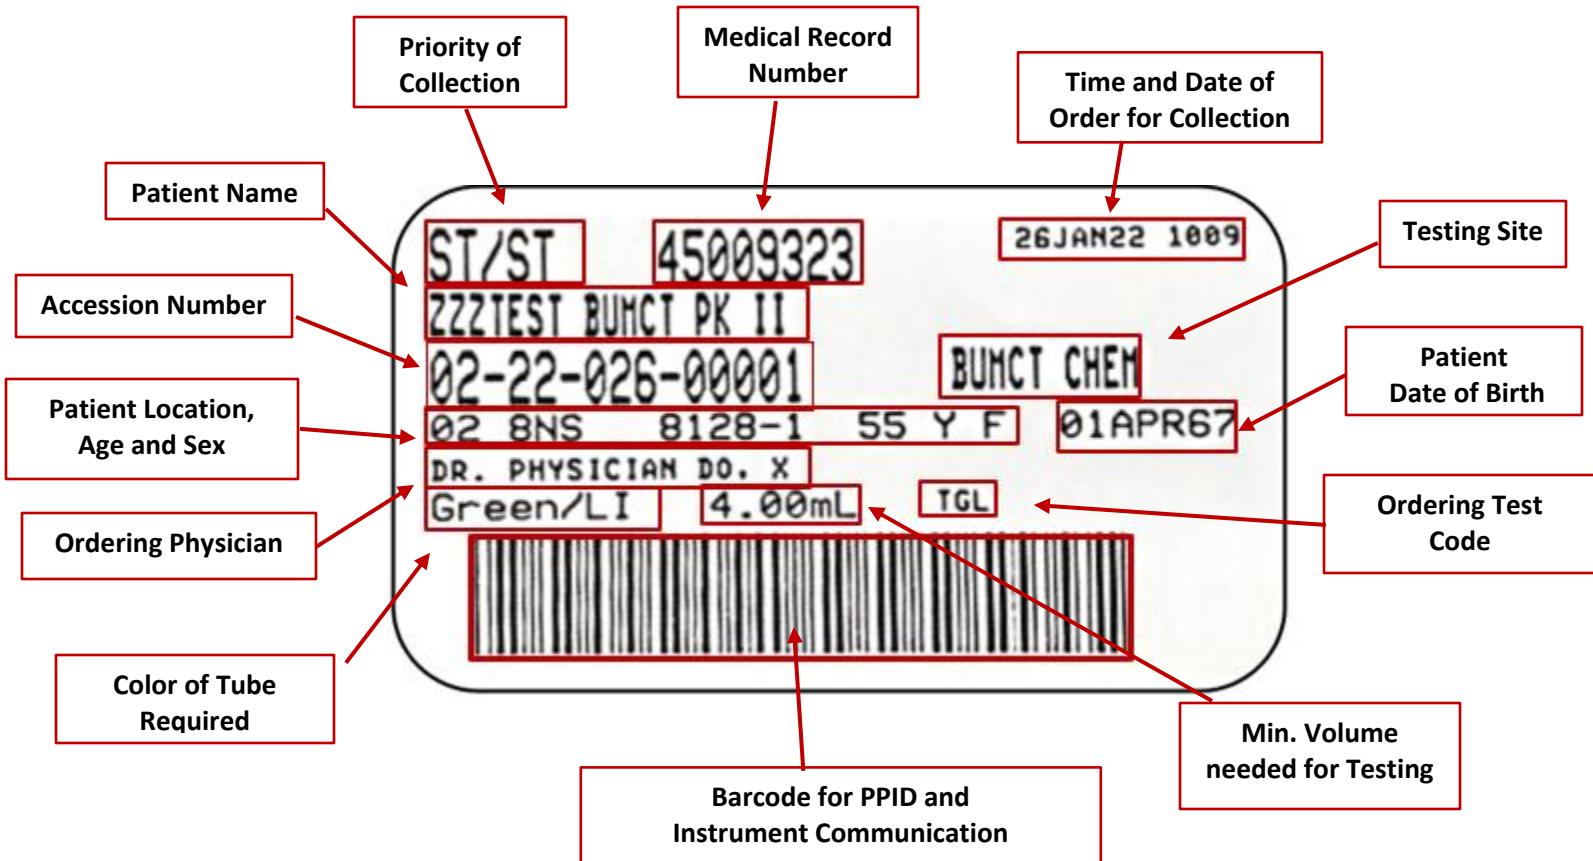 Priority of
Collection
Medical Record
Number
Time and Date of
Order for Collection
Patient Name
Testing Site
Accession Number
Patient
Date of Birth
Patient Location,
Age and Sex
Ordering Physician
Ordering Test
Code
Color of Tube
Required
Min. Volume
needed for Testing
Barcode for PPID and
Instrument Communication
ST/ST 45009323 26JAN22 1009
ZZZTEST BUMCT PK II
02-22-026-00001 BUMCT CHEM
02 8NS 8128-1 55 Y F 01APR67
DR. PHYSICIAN DO. X
Green/LI 4.00mL TGL